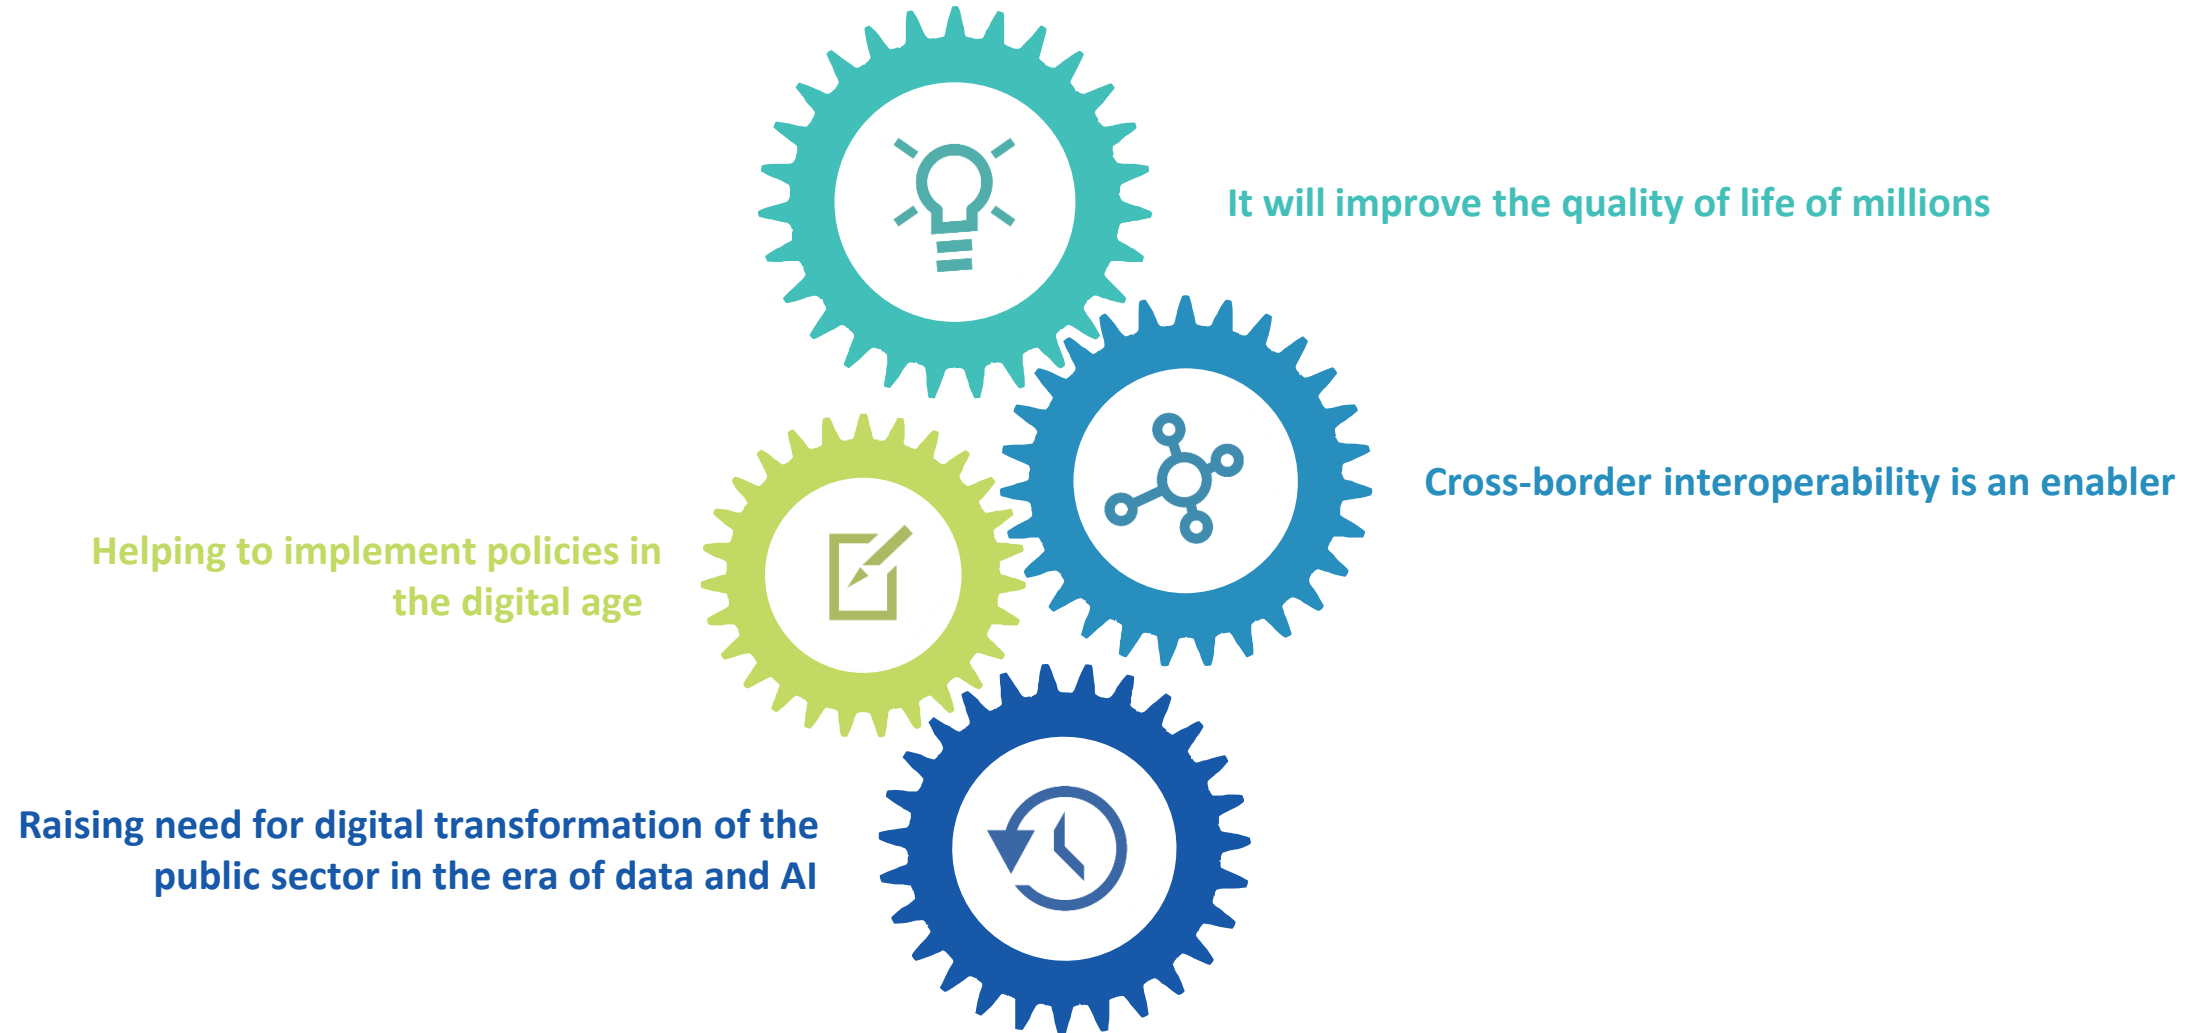 It will improve the quality of life of millions
Cross-border interoperability is an enabler
Helping to implement policies in
the digital age
Raising need for digital transformation of the
public sector in the era of data and AI